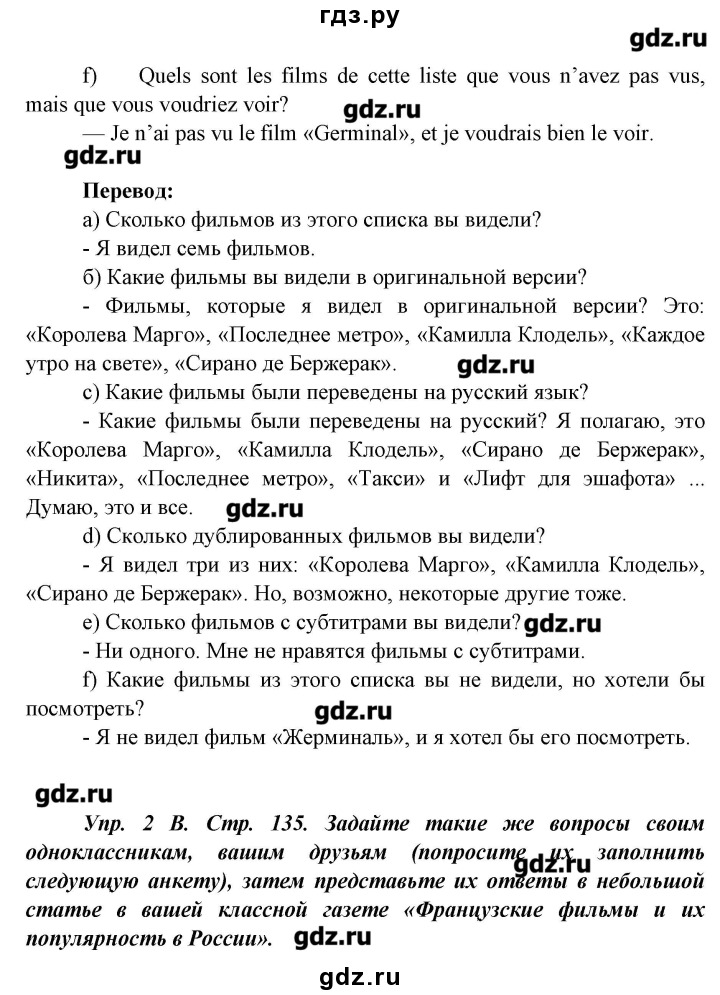 гдз.ру
gdz.ru
f) Quels sont les films de cette liste que vous n’avez pas vus,
mais que vous voudriez voir?
gdz.ru
— Je n’ai pas vu le film «Germinal», et je voudrais bien le voir.
gdz.ru
Перевод:
а) Сколько фильмов из этого списка вы видели?
- Я видел семь фильмов.
б) Какие фильмы вы видели в оригинальной версии?
- Фильмы, которые я видел в оригинальной версии? Это:
«Королева Марго», «Последнее метро», «Камилла Клодель», «Каждое
утро на свете», «Сирано де Бержерак».
gdz.ru
с) Какие фильмы были переведены на русский язык?
- Какие фильмы были переведены на русский? Я полагаю, это
«Королева Марго», «Камилла Клодель», «Сирано де Бержерак»,
«Никита», «Последнее метро», «Такси» и «Лифт для эшафота» ...
Думаю, это и все.
gdz.ru
d) Сколько дублированных фильмов вы видели?
- Я видел три из них: «Королева Марго», «Камилла Клодель»,
«Сирано де Бержерак». Но, возможно, некоторые другие тоже.
е) Сколько фильмов с субтитрами вы видели?
gdz.ru
- Ни одного. Мне не нравятся фильмы с субтитрами.
f) Какие фильмы из этого списка вы не видели, но хотели бы
посмотреть?
gdz.ru
- Я не видел фильм «Жерминаль», и я хотел бы его посмотреть.
gdz.ru
Упр. 2 В. Стр. 135. Задайте такие же вопросы своим
одноклассникам, вашим друзьям (попросите их заполнить
gdz.ru
следующую анкету), затем представьте их ответы в небольшой
статье в вашей классной газете «Французские фильмы и их
популярность в России».
gdz.ru
gdz.ru